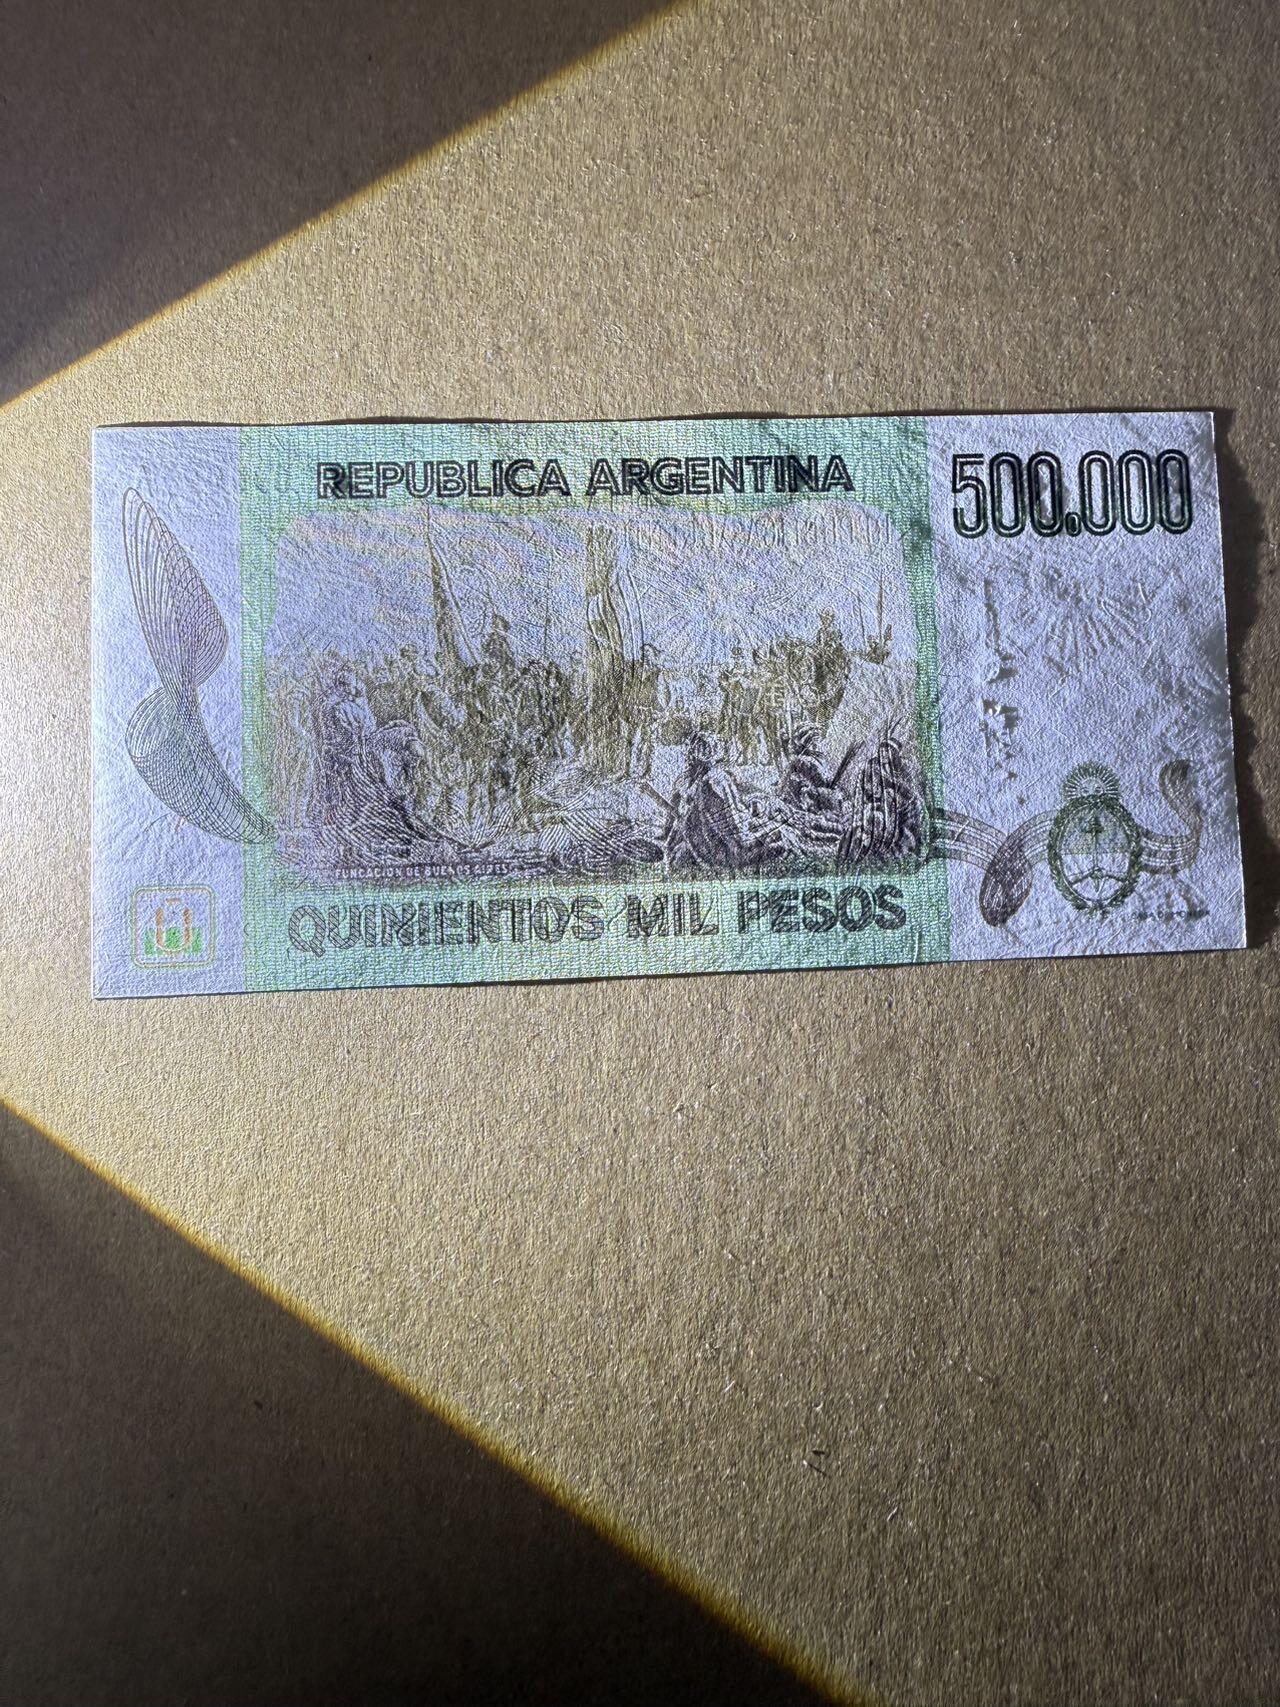 REPUBLICA ARGENTINA
500.000
FUNDACION DE BUENOS AIRES
QUINIENTOS MIL PESOS